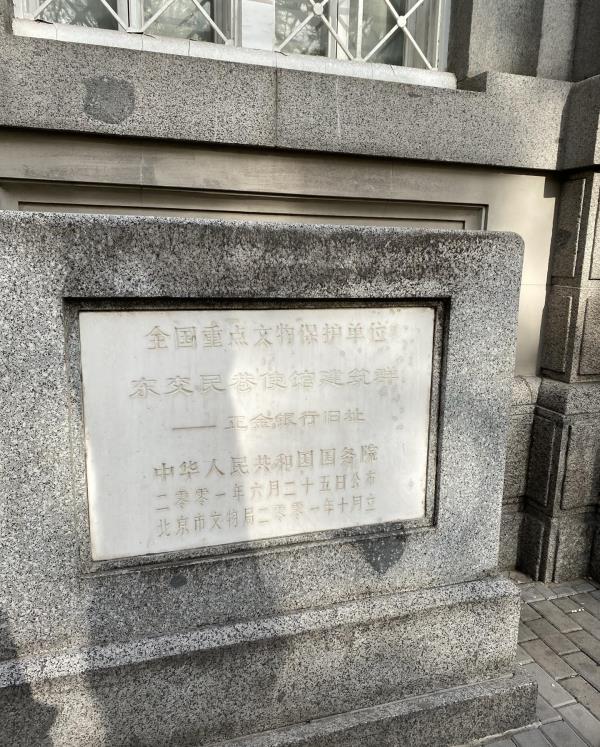 全国重点文物保护单位
东交民巷使馆建筑群
——正金银行旧址
中华人民共和国国务院
二零零一年六月二十五日公布
北京市文物局二零零一年十月立